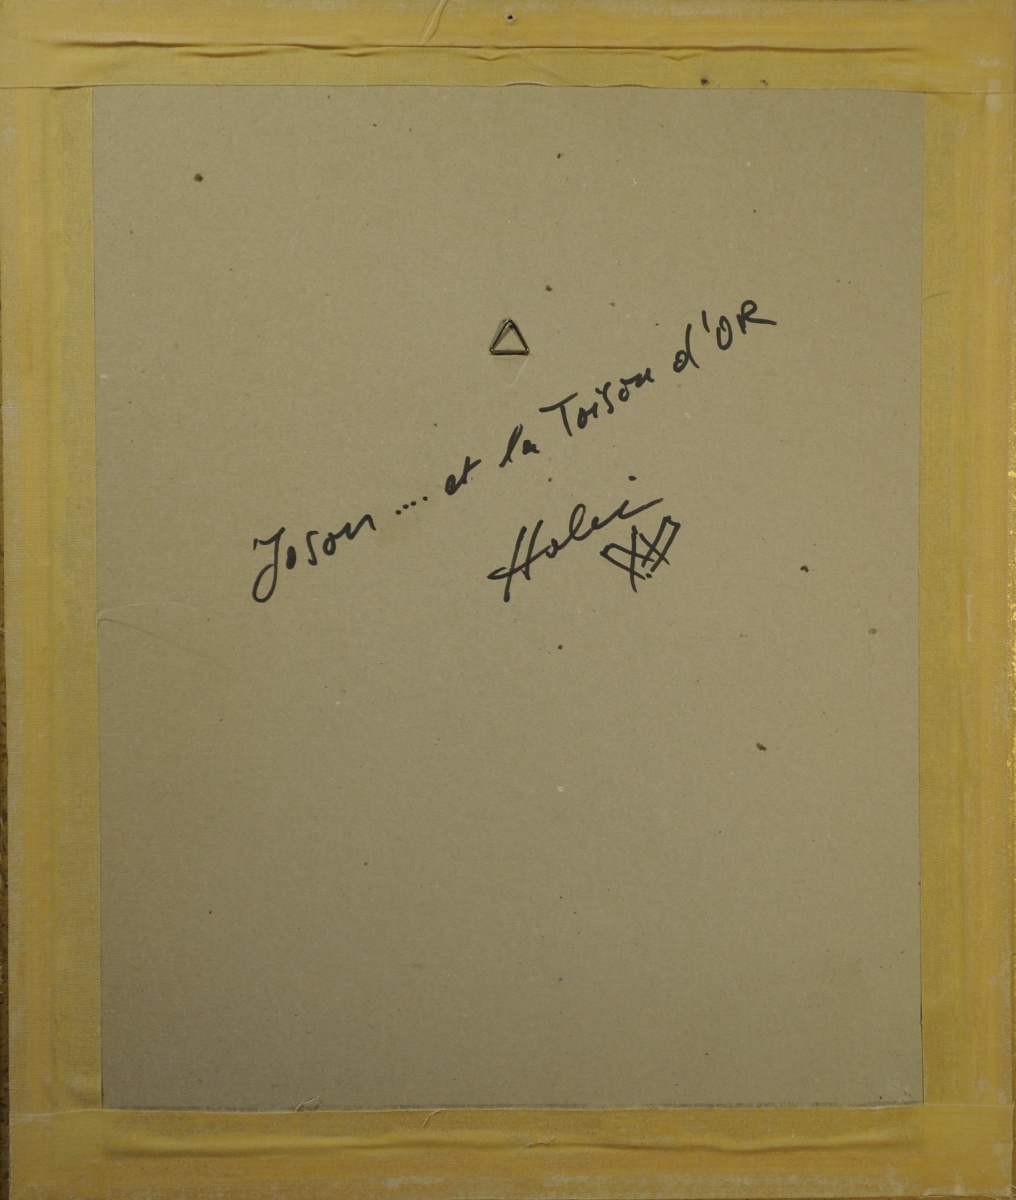 Jason .... et la Toison d'OR